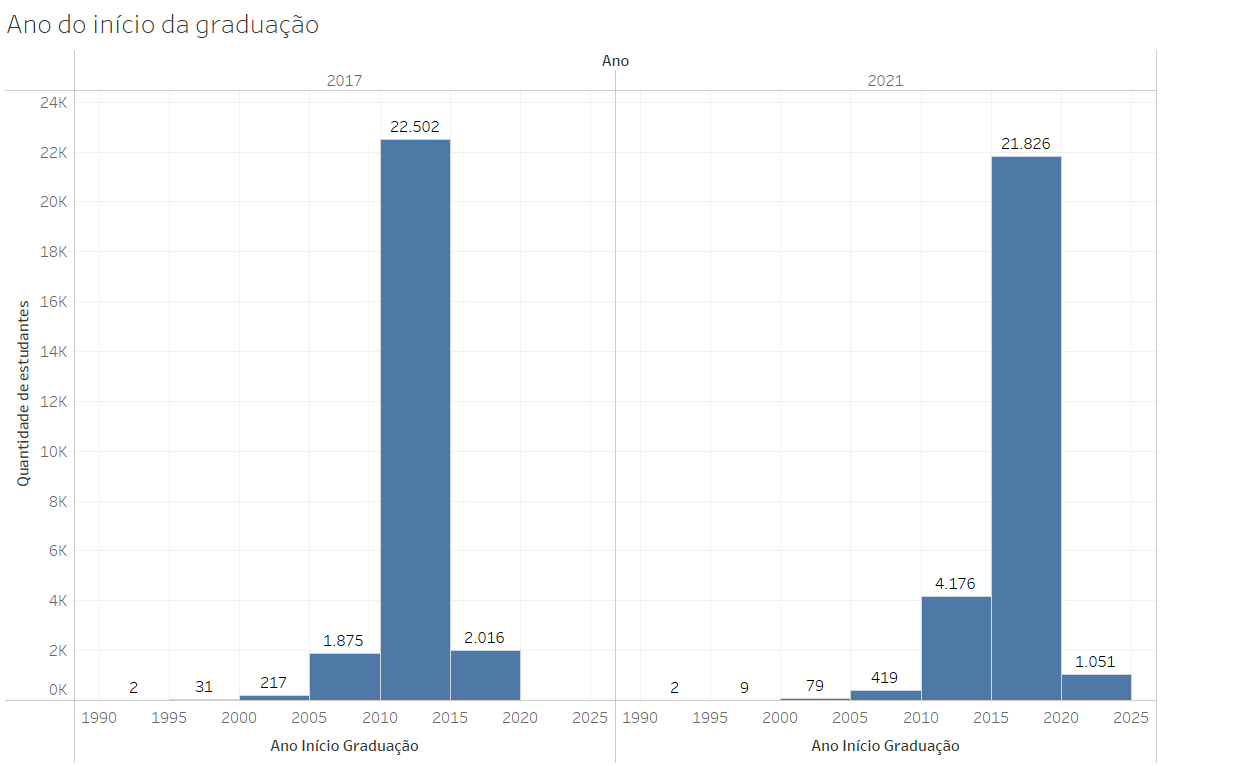 Ano do início da graduação
Ano
2017 2021
24K
22K
20K
18K
16K
14K
12K
10K
8K
6K
4K
2K
0K
Quantidade de estudantes
2 31 217 1.875 22.502 2.016
2 9 79 419 4.176 21.826 1.051
1990 1995 2000 2005 2010 2015 2020 2025
1990 1995 2000 2005 2010 2015 2020 2025
Ano Início Graduação
Ano Início Graduação